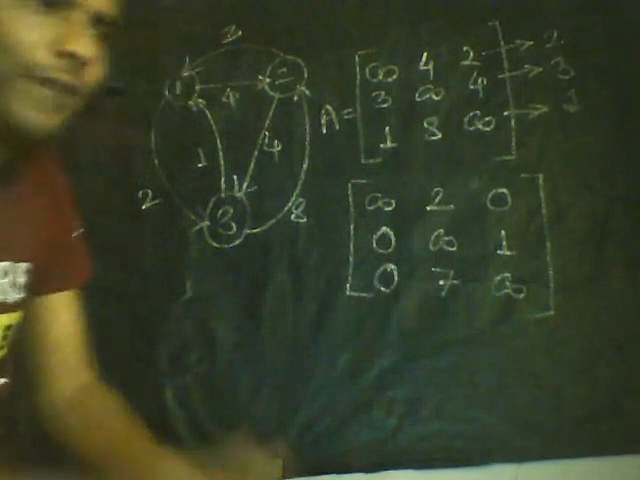 3
1 4 2
1 4
2 3 8
A = [ ∞ 4 2 ] → 2
3 ∞ 4 → 3
1 8 ∞ → 1
[ ∞ 2 0 ]
0 ∞ 1
0 7 ∞